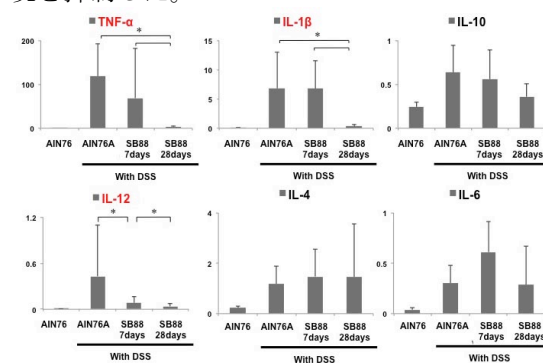 TNF-α
*
200
100
0
AIN76 AIN76A SB88 7days SB88 28days
With DSS
IL-1β
*
15
10
5
0
AIN76 AIN76A SB88 7days SB88 28days
With DSS
IL-10
1
0.5
0
AIN76 AIN76A SB88 7days SB88 28days
With DSS
IL-12
* *
1.2
0.6
0
AIN76 AIN76A SB88 7days SB88 28days
With DSS
IL-4
4
2
0
AIN76 AIN76A SB88 7days SB88 28days
With DSS
IL-6
1
0.5
0
AIN76 AIN76A SB88 7days SB88 28days
With DSS